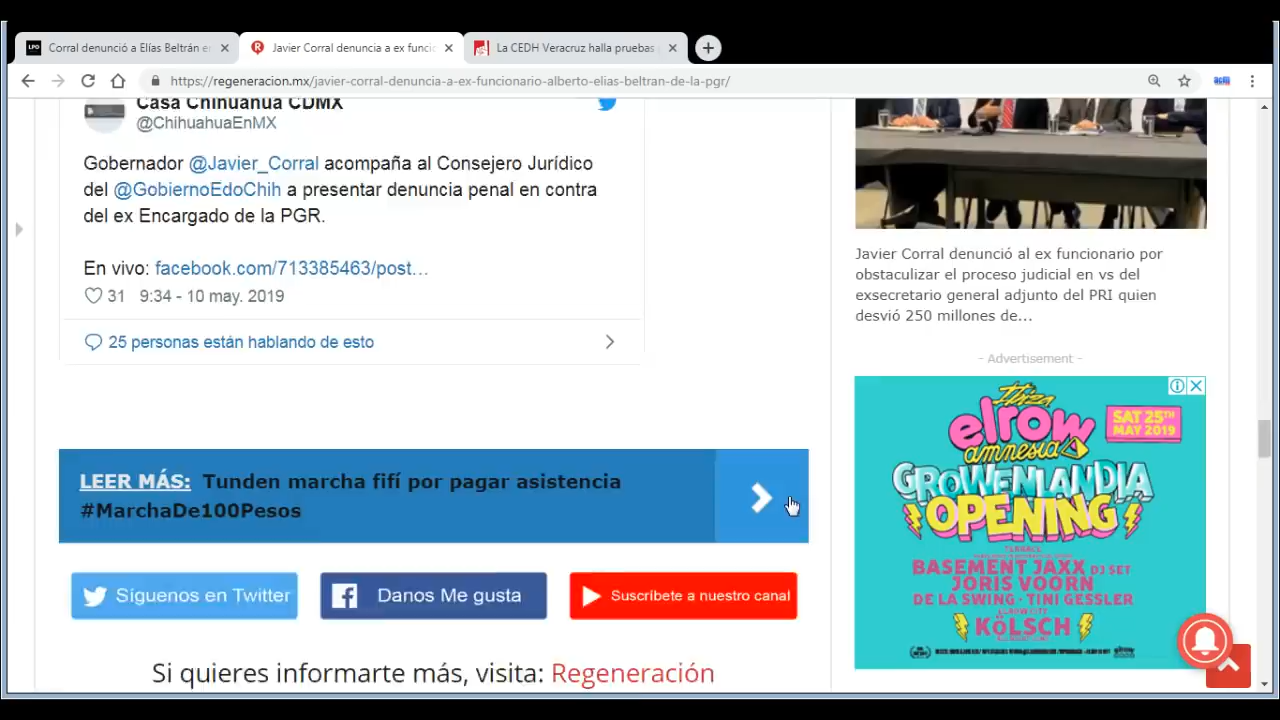 Corral denunció a Elías Beltrán en
Javier Corral denuncia a ex funcio
La CEDH Veracruz halla pruebas
https://regeneracion.mx/javier-corral-denuncia-a-ex-funcionario-alberto-elias-beltran-de-la-pgr/
Casa Chihuahua CDMX
@ChihuahuaEnMX
Gobernador @Javier_Corral acompaña al Consejero Jurídico
del @GobiernoEdoChih a presentar denuncia penal en contra
del ex Encargado de la PGR.
En vivo: facebook.com/713385463/post…
31 9:34 - 10 may. 2019
25 personas están hablando de esto
LEER MÁS: Tunden marcha fifí por pagar asistencia
#MarchaDe100Pesos
Síguenos en Twitter
Danos Me gusta
Suscribete a nuestro canal
Si quieres informarte más, visita: Regeneración
Javier Corral denunció al ex funcionario por
obstaculizar el proceso judicial en vs del
exsecretario general adjunto del PRI quien
desvió 250 millones de...
- Advertisement -
Ibiza
elrow
amnesia
SAT 25TH
MAY 2019
GROWENLANDIA
OPENING
TERRACE
BASEMENT JAXX DJ SET
JORIS VOORN
DE LA SWING · TINI GESSLER
KÖLSCH